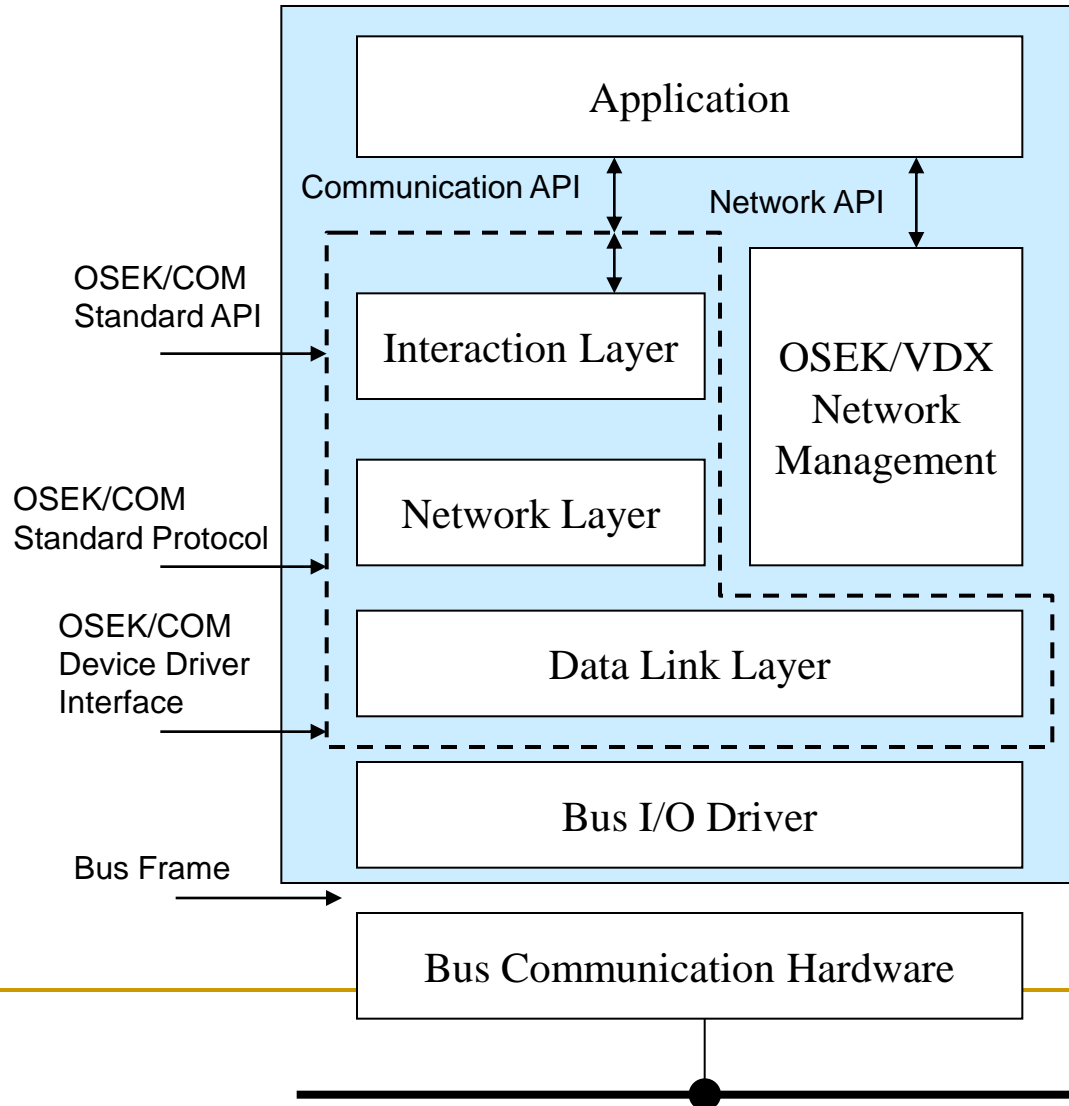 Application
Communication API
Network API
OSEK/COM
Standard API
Interaction Layer
OSEK/VDX
Network
Management
OSEK/COM
Standard Protocol
Network Layer
OSEK/COM
Device Driver
Interface
Data Link Layer
Bus I/O Driver
Bus Frame
Bus Communication Hardware